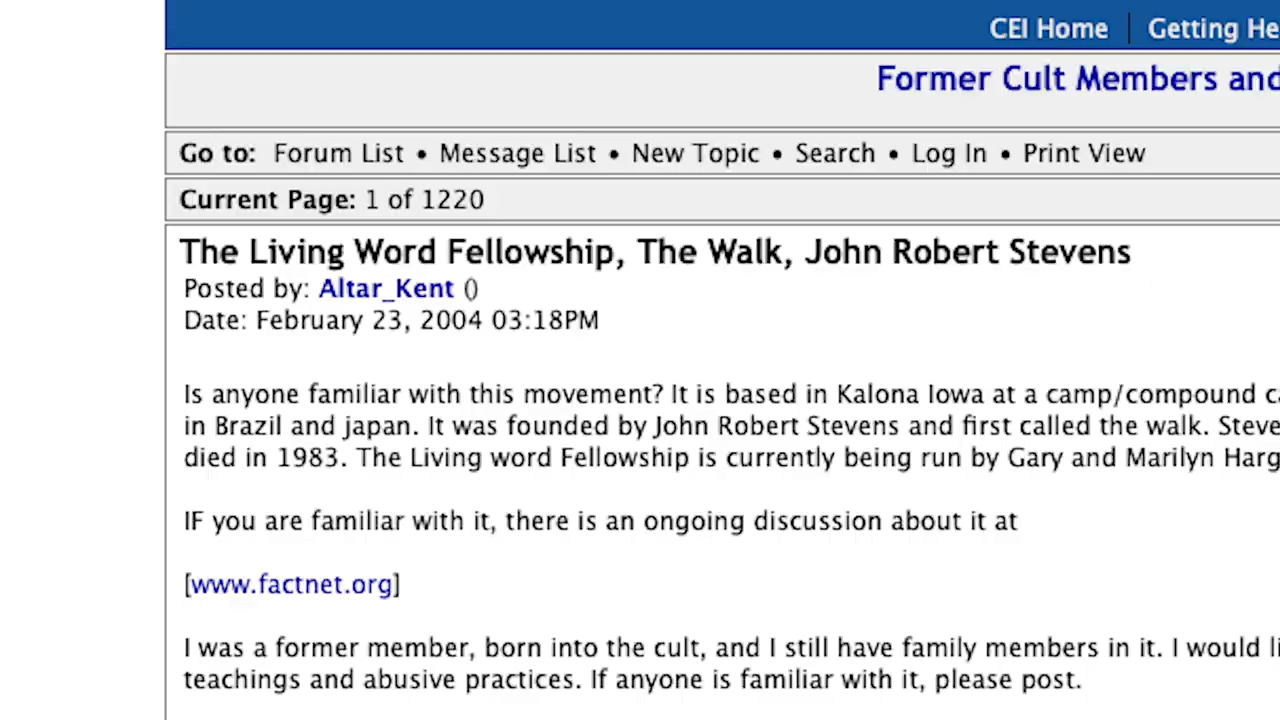 CEI Home | Getting
Former Cult Members and
Go to: Forum List • Message List • New Topic • Search • Log In • Print View
Current Page: 1 of 1220
The Living Word Fellowship, The Walk, John Robert Stevens
Posted by: Altar_Kent ()
Date: February 23, 2004 03:18PM
Is anyone familiar with this movement? It is based in Kalona Iowa at a camp/compound
in Brazil and japan. It was founded by John Robert Stevens and first called the walk.
died in 1983. The Living word Fellowship is currently being run by Gary and Marilyn
IF you are familiar with it, there is an ongoing discussion about it at
[www.factnet.org]
I was a former member, born into the cult, and I still have family members in it. I would
teachings and abusive practices. If anyone is familiar with it, please post.